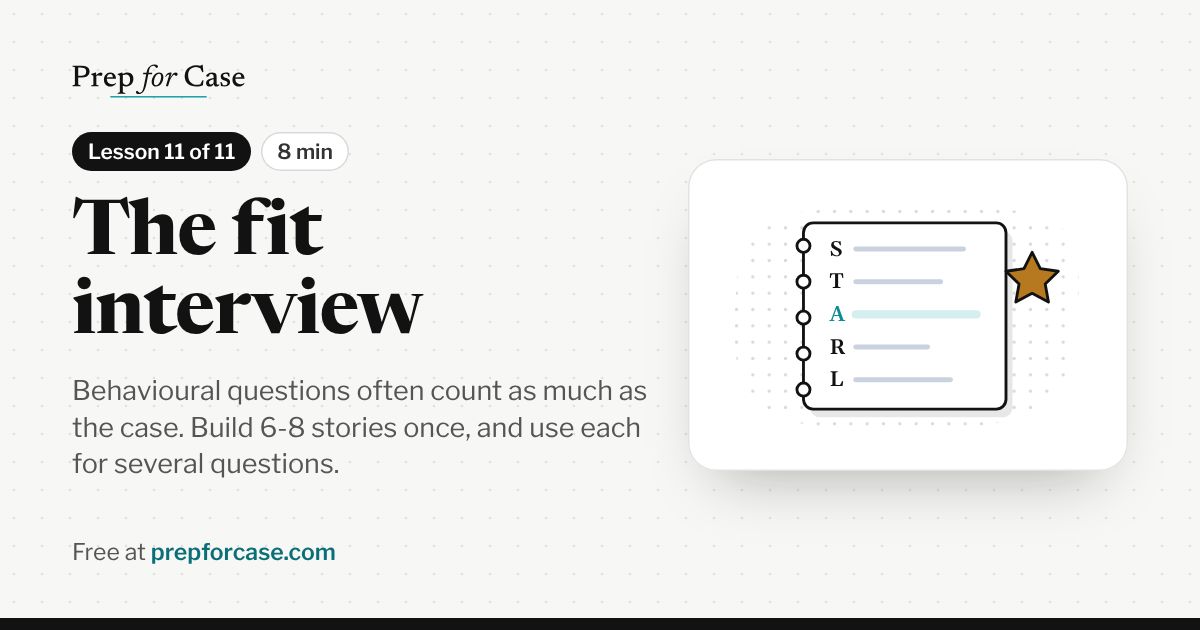 Prep for Case
Lesson 11 of 11
8 min
The fit
interview
Behavioural questions often count as much as
the case. Build 6-8 stories once, and use each
for several questions.
Free at prepforcase.com
S
T
A
R
L